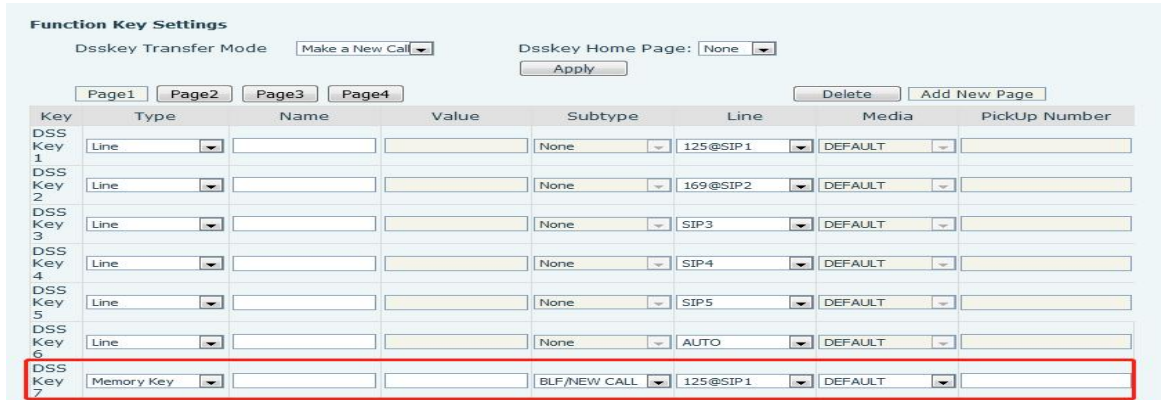 Function Key Settings
Dsskey Transfer Mode Make a New Call Dsskey Home Page: None
Apply
Page1 Page2 Page3 Page4 Delete Add New Page
Key Type Name Value Subtype Line Media PickUp Number
DSS Key 1 Line None 125@SIP1 DEFAULT
DSS Key 2 Line None 169@SIP2 DEFAULT
DSS Key 3 Line None SIP3 DEFAULT
DSS Key 4 Line None SIP4 DEFAULT
DSS Key 5 Line None SIP5 DEFAULT
DSS Key 6 Line None AUTO DEFAULT
DSS Key 7 Memory Key BLF/NEW CALL 125@SIP1 DEFAULT